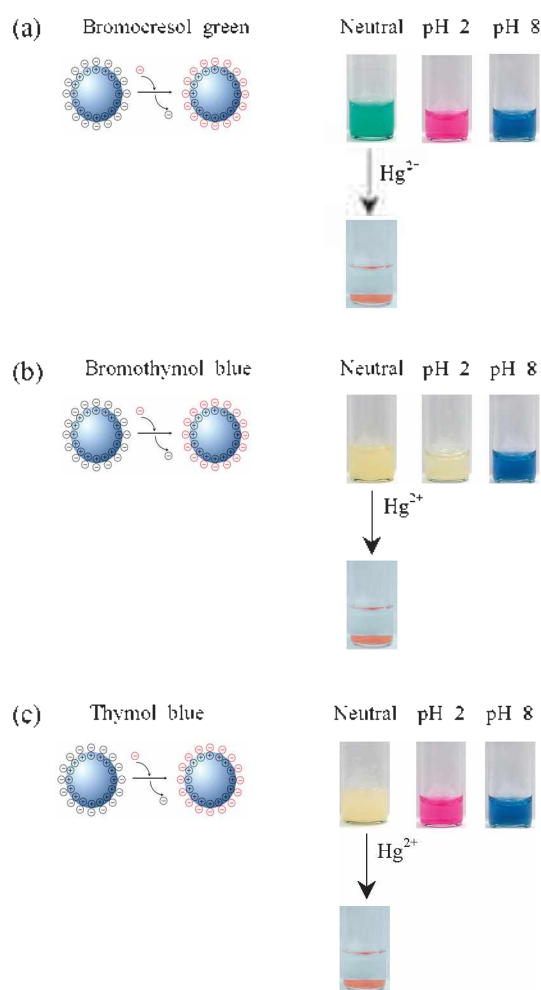 (a) Bromocresol green Neutral pH 2 pH 8
Hg²⁻
(b) Bromothymol blue Neutral pH 2 pH 8
Hg²⁺
(c) Thymol blue Neutral pH 2 pH 8
Hg²⁺